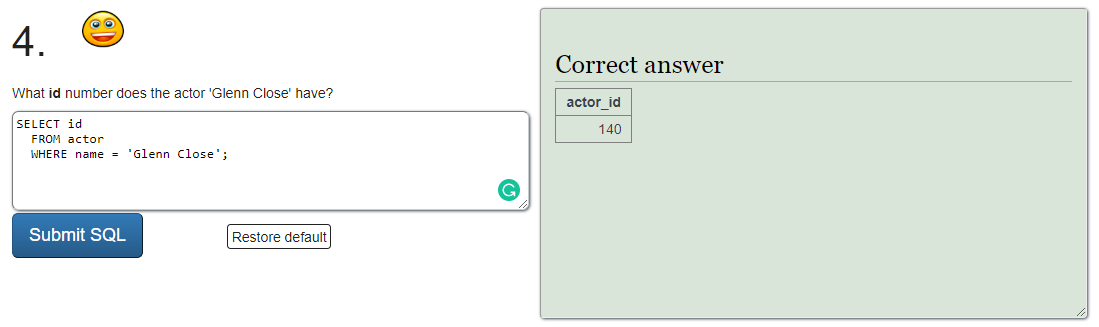 4.
What id number does the actor 'Glenn Close' have?
SELECT id
  FROM actor
  WHERE name = 'Glenn Close';
Submit SQL
Restore default
Correct answer
actor_id
140